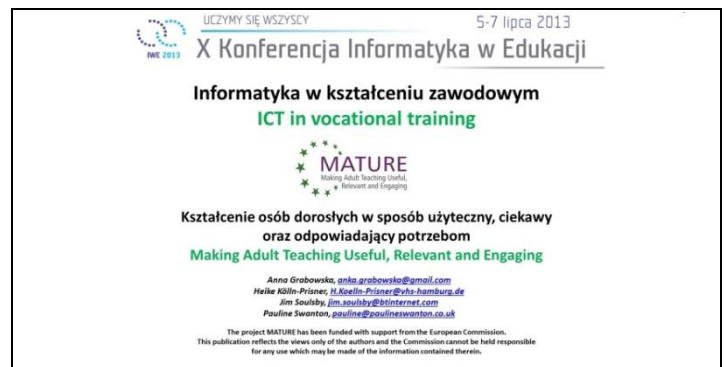 UCZYMY SIĘ WSZYSCY
5-7 lipca 2013
IWE 2013
X Konferencja Informatyka w Edukacji
Informatyka w kształceniu zawodowym
ICT in vocational training
MATURE
Making Adult Teaching Useful,
Relevant and Engaging
Kształcenie osób dorosłych w sposób użyteczny, ciekawy
oraz odpowiadający potrzebom
Making Adult Teaching Useful, Relevant and Engaging
Anna Grabowska, anka.grabowska@gmail.com
Heike Kölln-Prisner, H.Koelln-Prisner@vhs-hamburg.de
Jim Soulsby, jim.soulsby@btinternet.com
Pauline Swanton, pauline@paulineswanton.co.uk
The project MATURE has been funded with support from the European Commission.
This publication reflects the views only of the authors and the Commission cannot be held responsible
for any use which may be made of the information contained therein.